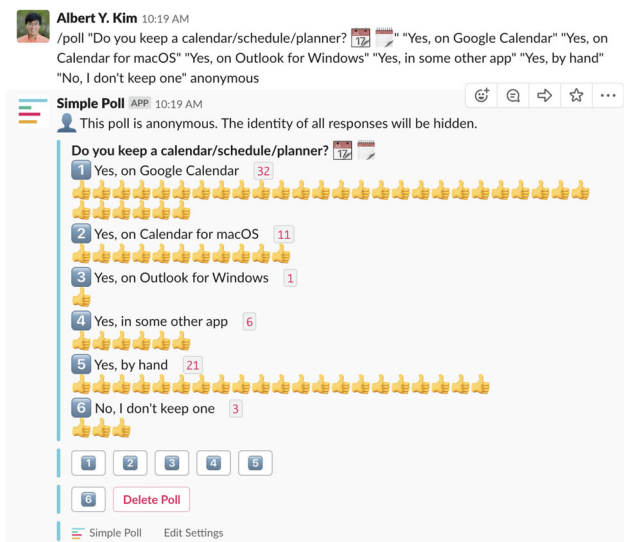 Albert Y. Kim 10:19 AM
/poll "Do you keep a calendar/schedule/planner? 📆 🗓" "Yes, on Google Calendar" "Yes, on
Calendar for macOS" "Yes, on Outlook for Windows" "Yes, in some other app" "Yes, by hand"
"No, I don't keep one" anonymous
Simple Poll APP 10:19 AM
This poll is anonymous. The identity of all responses will be hidden.
Do you keep a calendar/schedule/planner? 📆 🗓
1 Yes, on Google Calendar 32
2 Yes, on Calendar for macOS 11
3 Yes, on Outlook for Windows 1
4 Yes, in some other app 6
5 Yes, by hand 21
6 No, I don't keep one 3
1 2 3 4 5
6 Delete Poll
Simple Poll Edit Settings